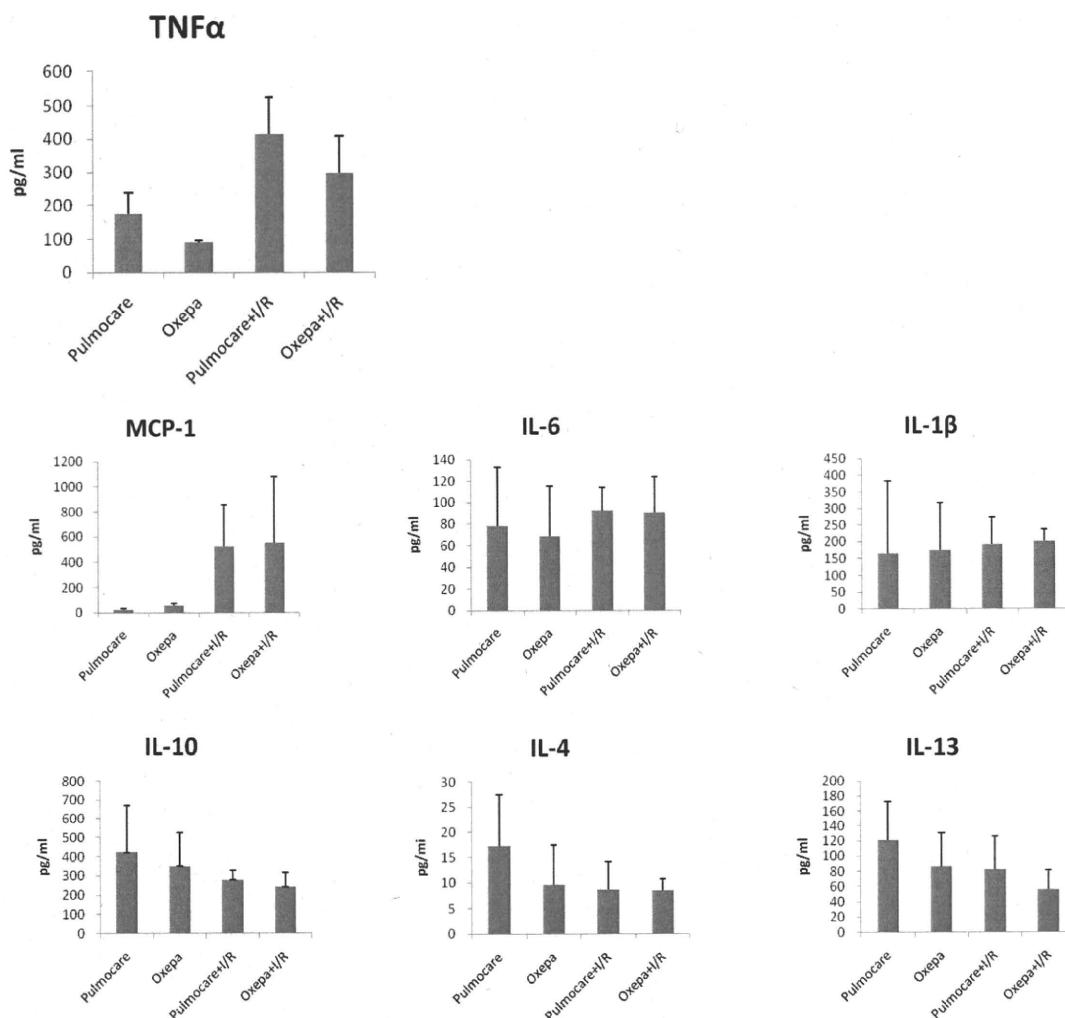 TNFα
600
500
400
300
200
100
0
pg/ml
Pulmocare
Oxepa
Pulmocare+I/R
Oxepa+I/R
MCP-1
1200
1000
800
600
400
200
0
pg/ml
Pulmocare
Oxepa
Pulmocare+I/R
Oxepa+I/R
IL-6
140
120
100
80
60
40
20
0
pg/ml
Pulmocare
Oxepa
Pulmocare+I/R
Oxepa+I/R
IL-1β
450
400
350
300
250
200
150
100
50
0
pg/ml
Pulmocare
Oxepa
Pulmocare+I/R
Oxepa+I/R
IL-10
800
700
600
500
400
300
200
100
0
pg/ml
Pulmocare
Oxepa
Pulmocare+I/R
Oxepa+I/R
IL-4
30
25
20
15
10
5
0
pg/mi
Pulmocare
Oxepa
Pulmocare+I/R
Oxepa+I/R
IL-13
200
180
160
140
120
100
80
60
40
20
0
pg/ml
Pulmocare
Oxepa
Pulmocare+I/R
Oxepa+I/R